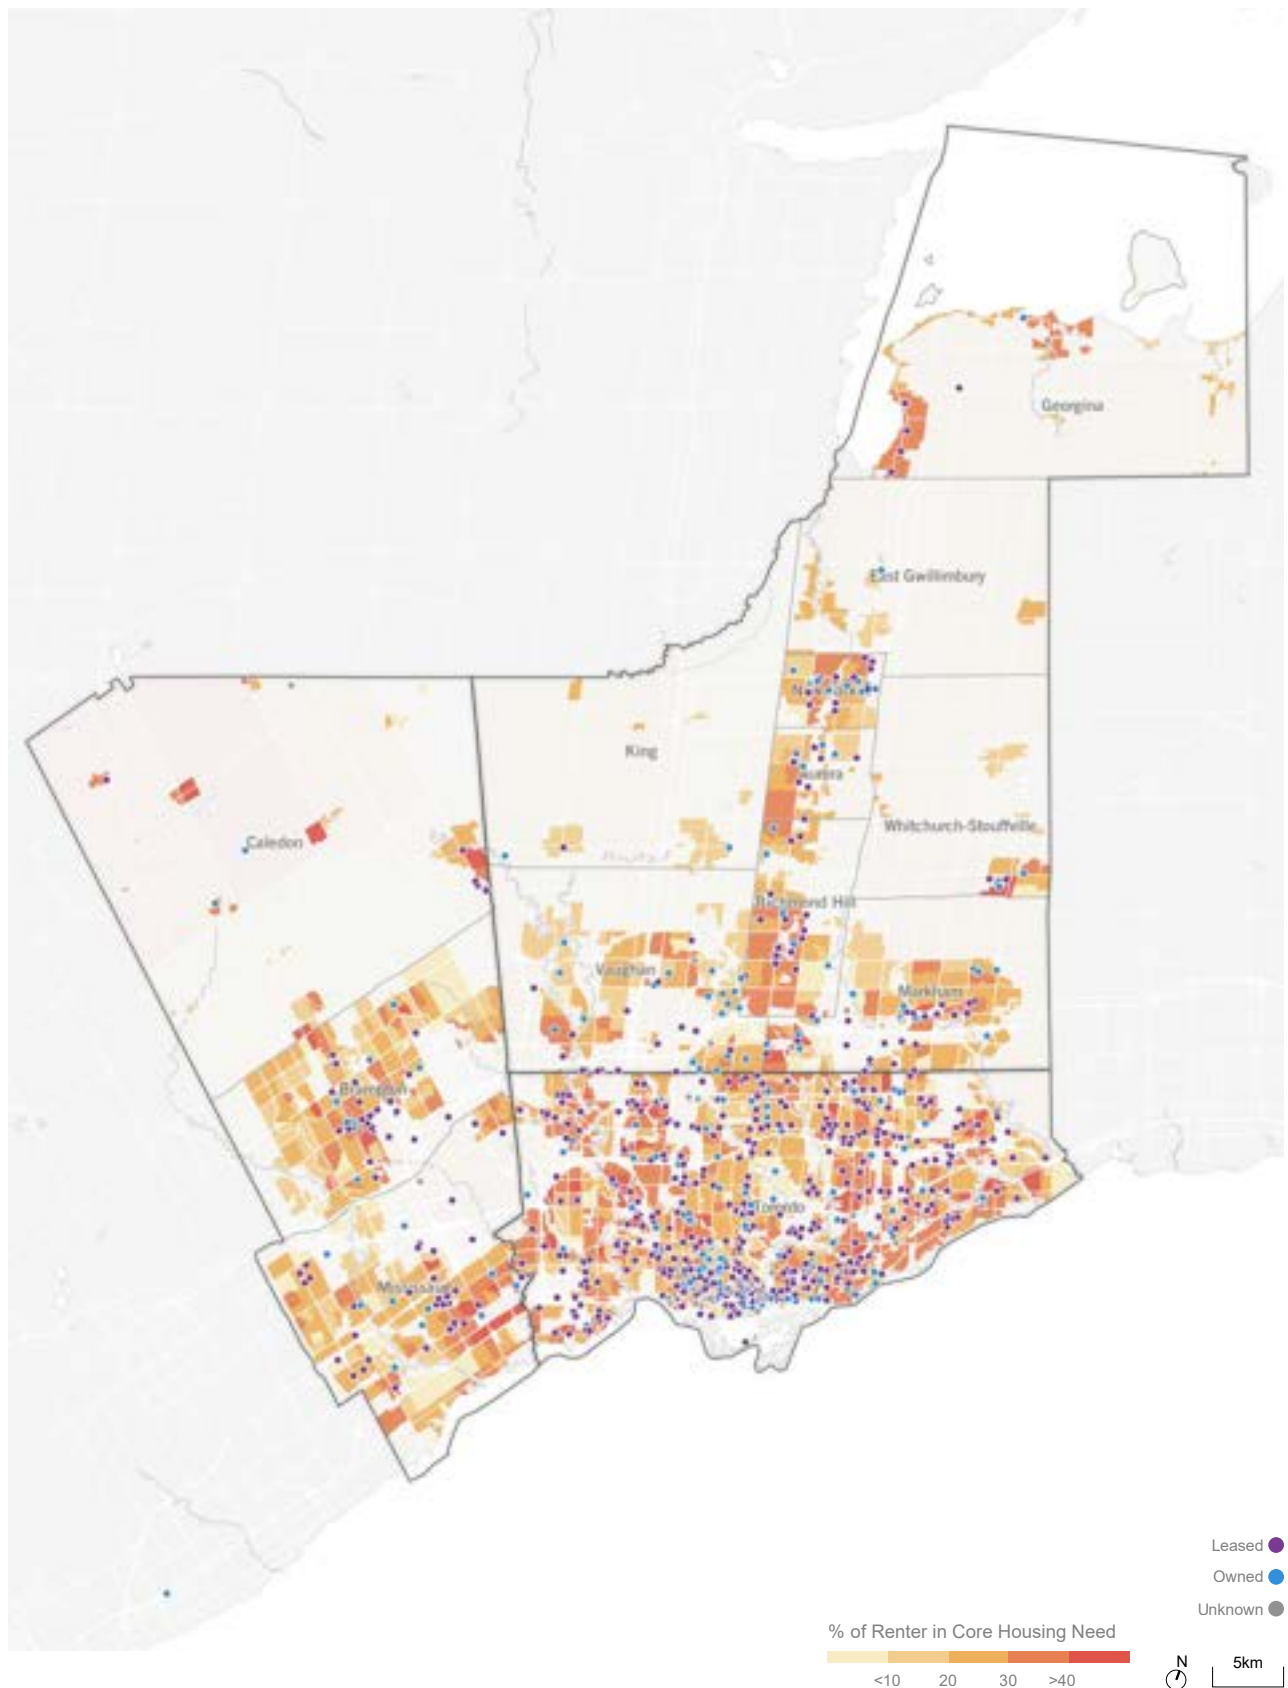 Georgina
East Gwillimbury
King
Aurora
Whitchurch-Stouffville
Caledon
Richmond Hill
Vaughan
Markham
Brampton
Toronto
Mississauga
Leased
Owned
Unknown
% of Renter in Core Housing Need
<10 20 30 >40
N
5km